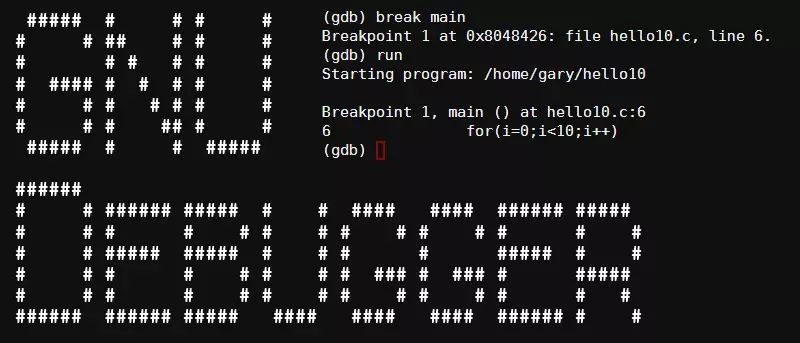 GNU
(gdb) break main
Breakpoint 1 at 0x8048426: file hello10.c, line 6.
(gdb) run
Starting program: /home/gary/hello10
Breakpoint 1, main () at hello10.c:6
6 for(i=0;i<10;i++)
(gdb)
DEBUGGER